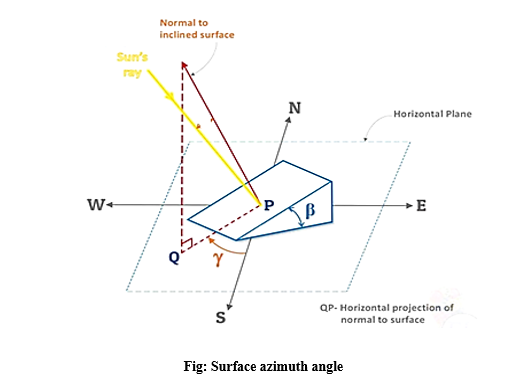 Normal to
inclined surface
Sun's
ray
N
Horizontal Plane
W
P
β
E
Q
γ
S
QP- Horizontal projection of
normal to surface
Fig: Surface azimuth angle